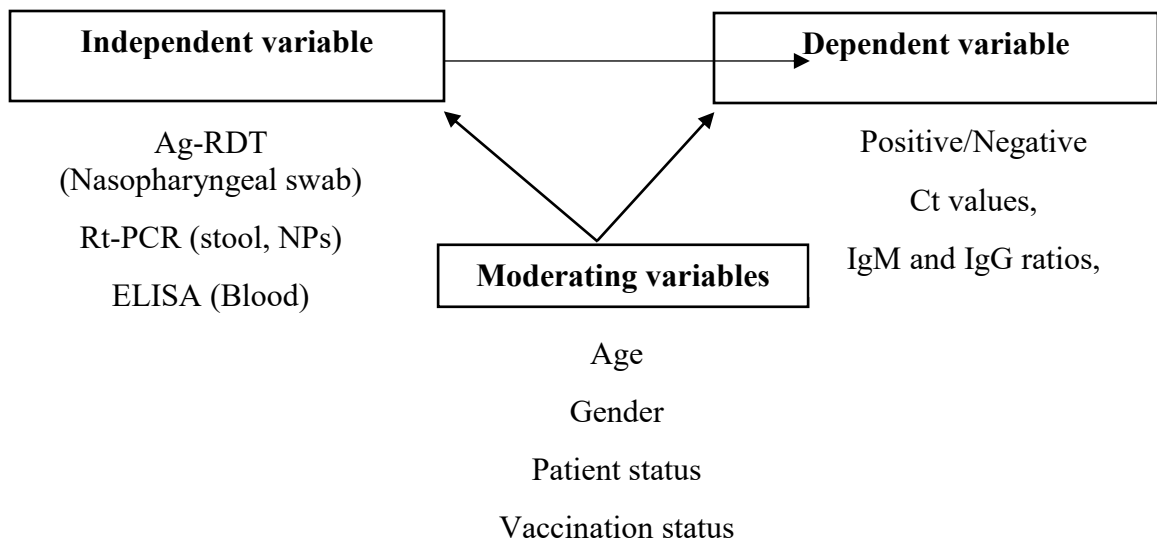 Independent variable
Ag-RDT
(Nasopharyngeal swab)
Rt-PCR (stool, NPs)
ELISA (Blood)
Dependent variable
Positive/Negative
Ct values,
IgM and IgG ratios,
Moderating variables
Age
Gender
Patient status
Vaccination status